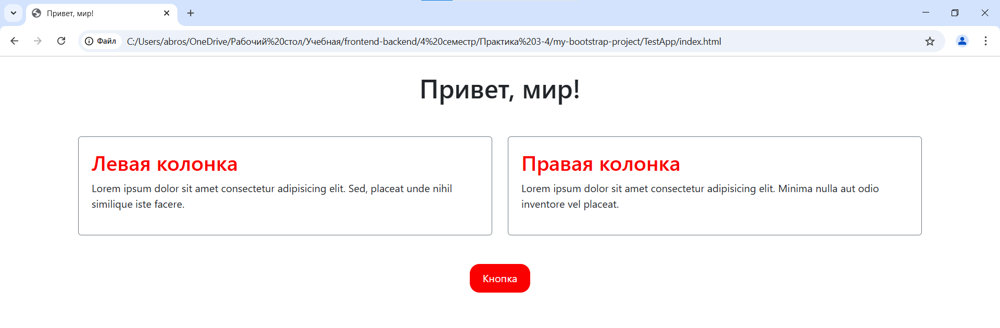 Привет, мир!
Файл C:/Users/abros/OneDrive/Рабочий%20стол/Учебная/frontend-backend/4%20семестр/Практика%203-4/my-bootstrap-project/TestApp/index.html
Привет, мир!
Левая колонка
Lorem ipsum dolor sit amet consectetur adipisicing elit. Sed, placeat unde nihil
similique iste facere.
Правая колонка
Lorem ipsum dolor sit amet consectetur adipisicing elit. Minima nulla aut odio
inventore vel placeat.
Кнопка